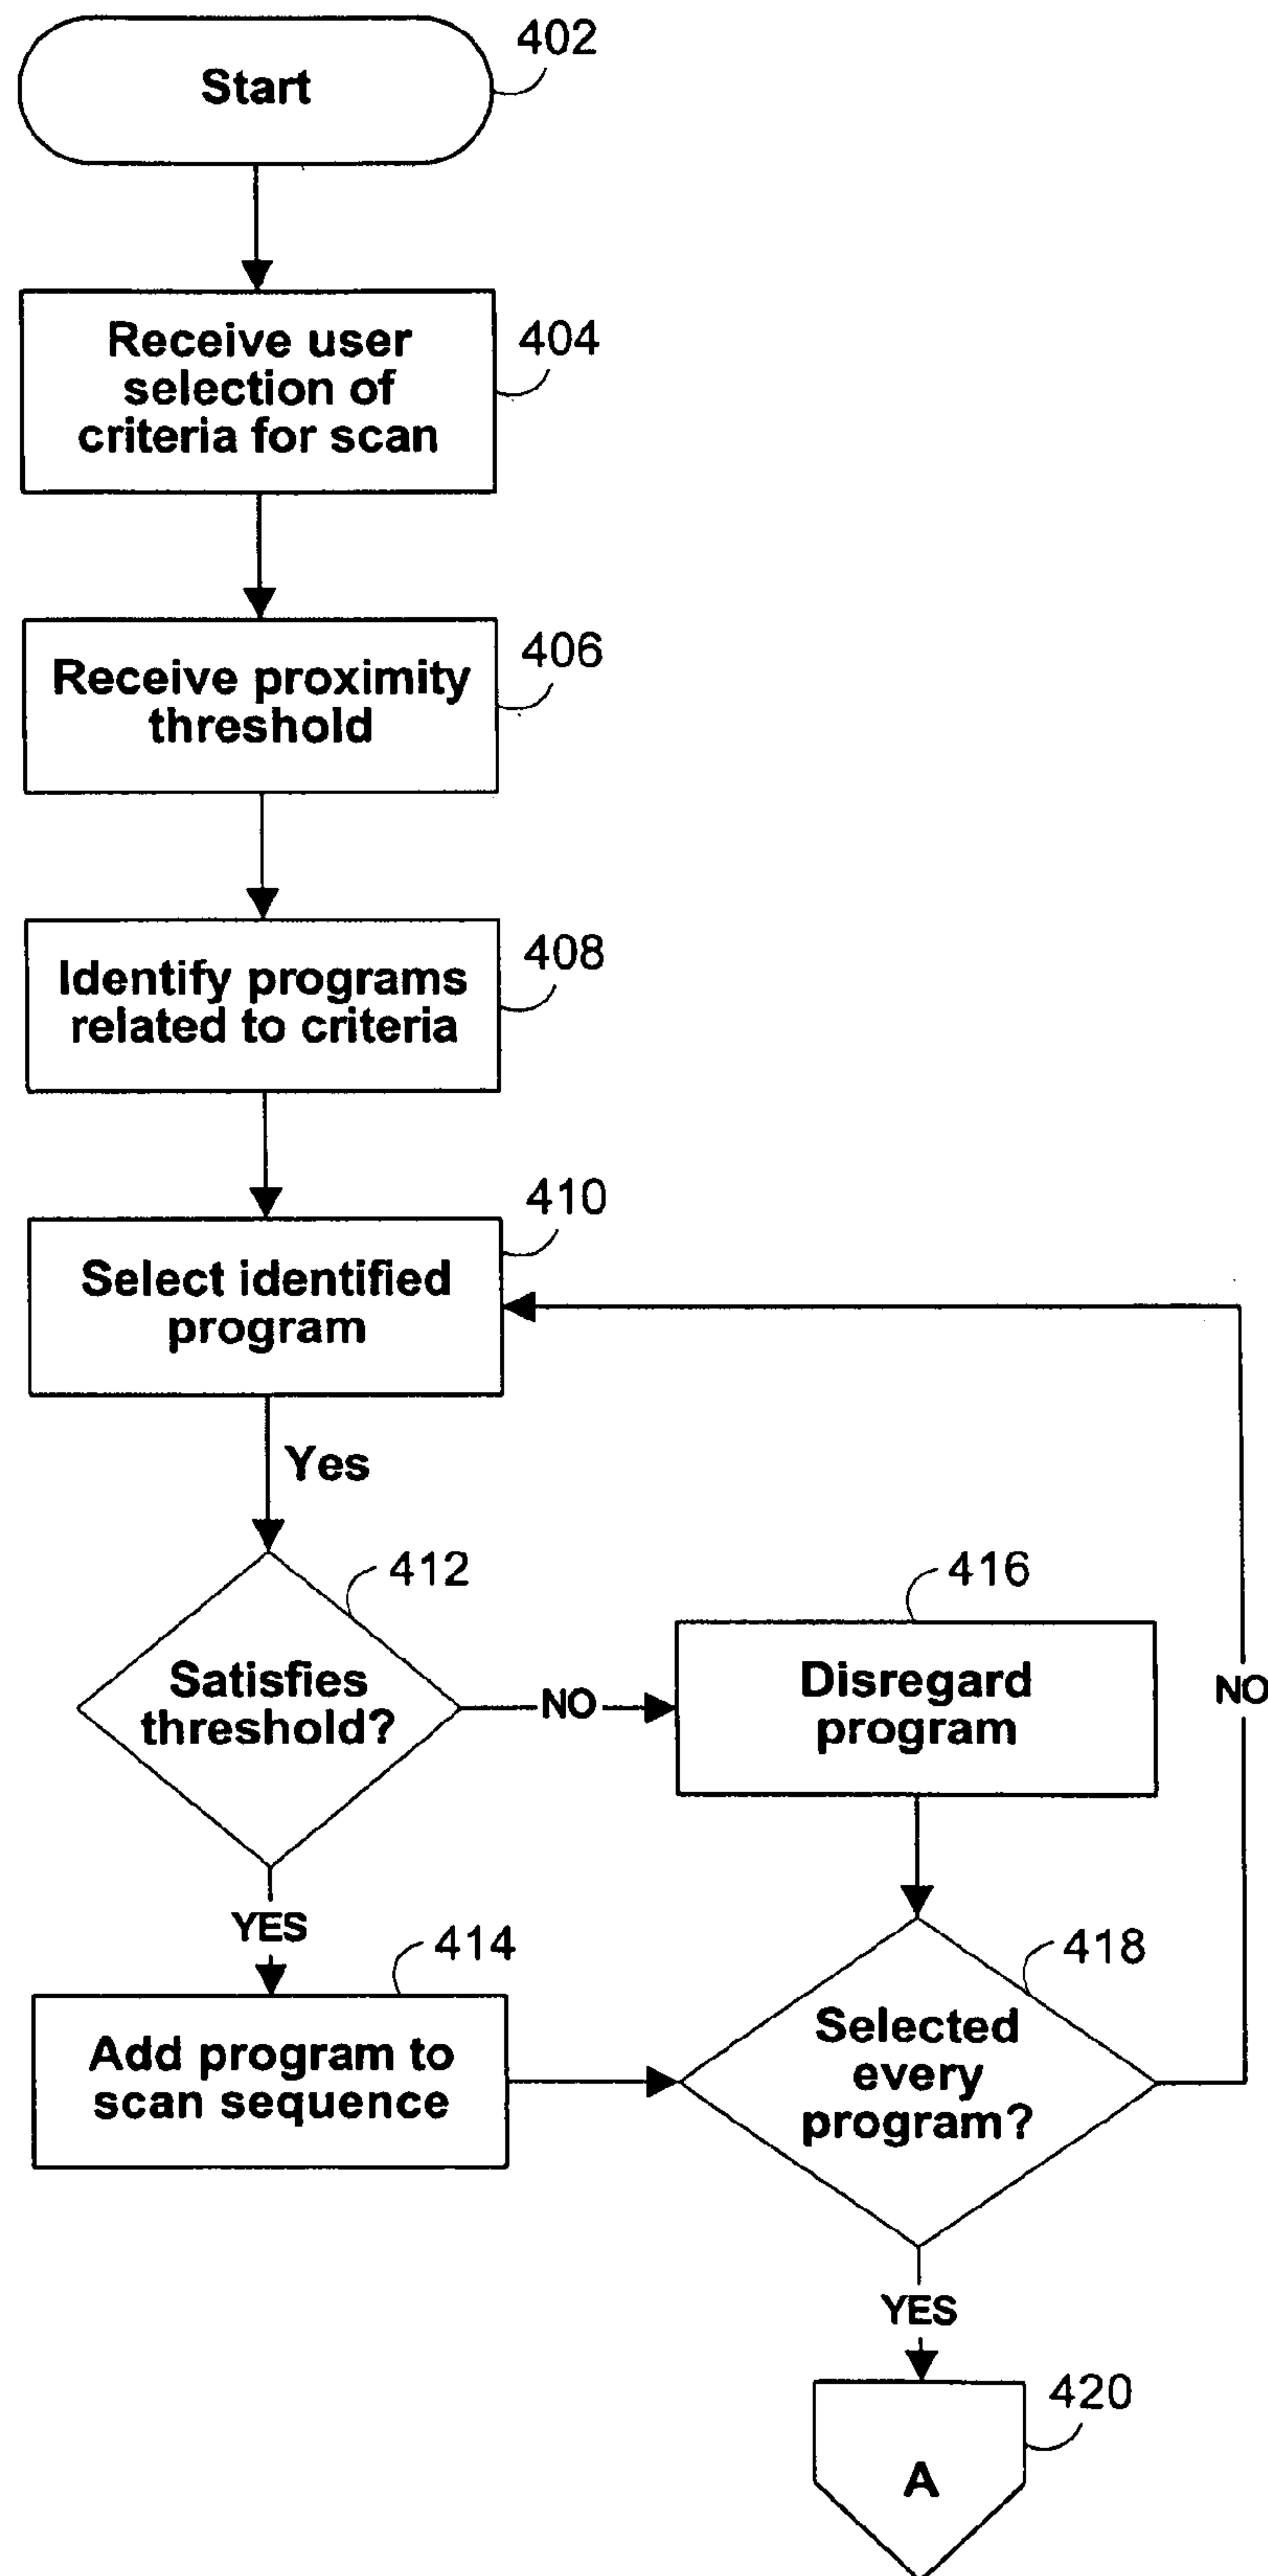 Start
402
Receive user
selection of
criteria for scan
404
Receive proximity
threshold
406
Identify programs
related to criteria
408
Select identified
program
410
Yes
Satisfies
threshold?
412
NO
Disregard
program
416
NO
YES
Add program to
scan sequence
414
Selected
every
program?
418
YES
A
420